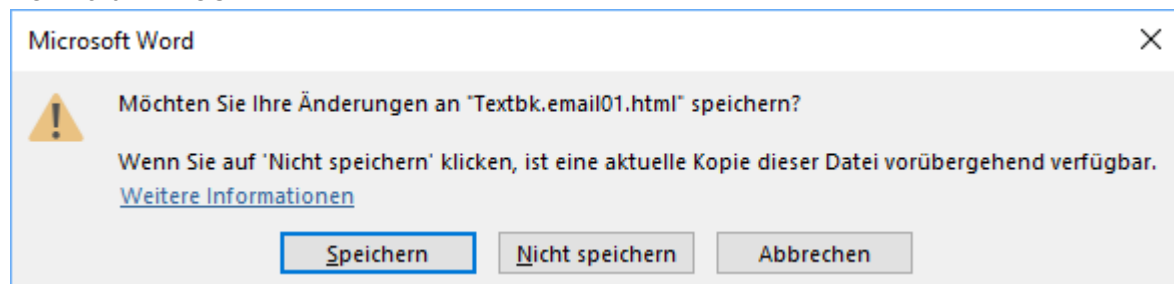 Microsoft Word
Möchten Sie Ihre Änderungen an "Textbk.email01.html" speichern?
Wenn Sie auf 'Nicht speichern' klicken, ist eine aktuelle Kopie dieser Datei vorübergehend verfügbar.
Weitere Informationen
Speichern Nicht speichern Abbrechen